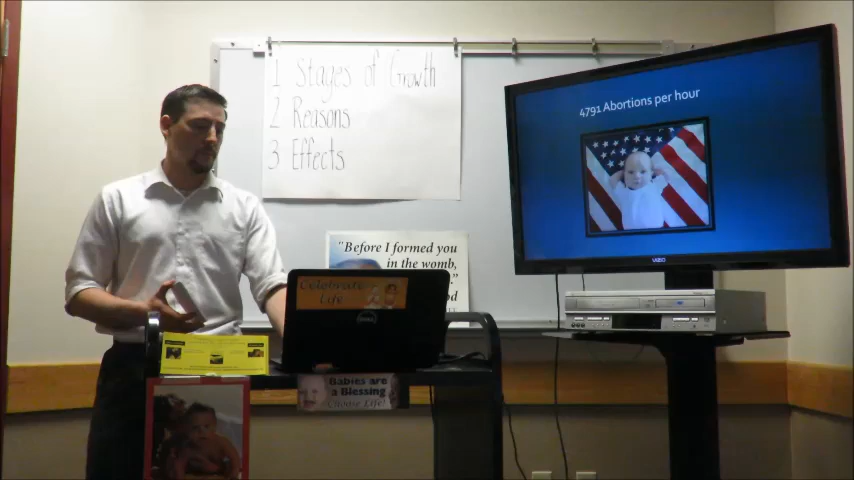 1 Stages of Growth
2 Reasons
3 Effects
4791 Abortions per hour
VIZIO
"Before I formed you
in the womb,
Celebrate
Life
DELL
Babies are
a Blessing
Choose Life!